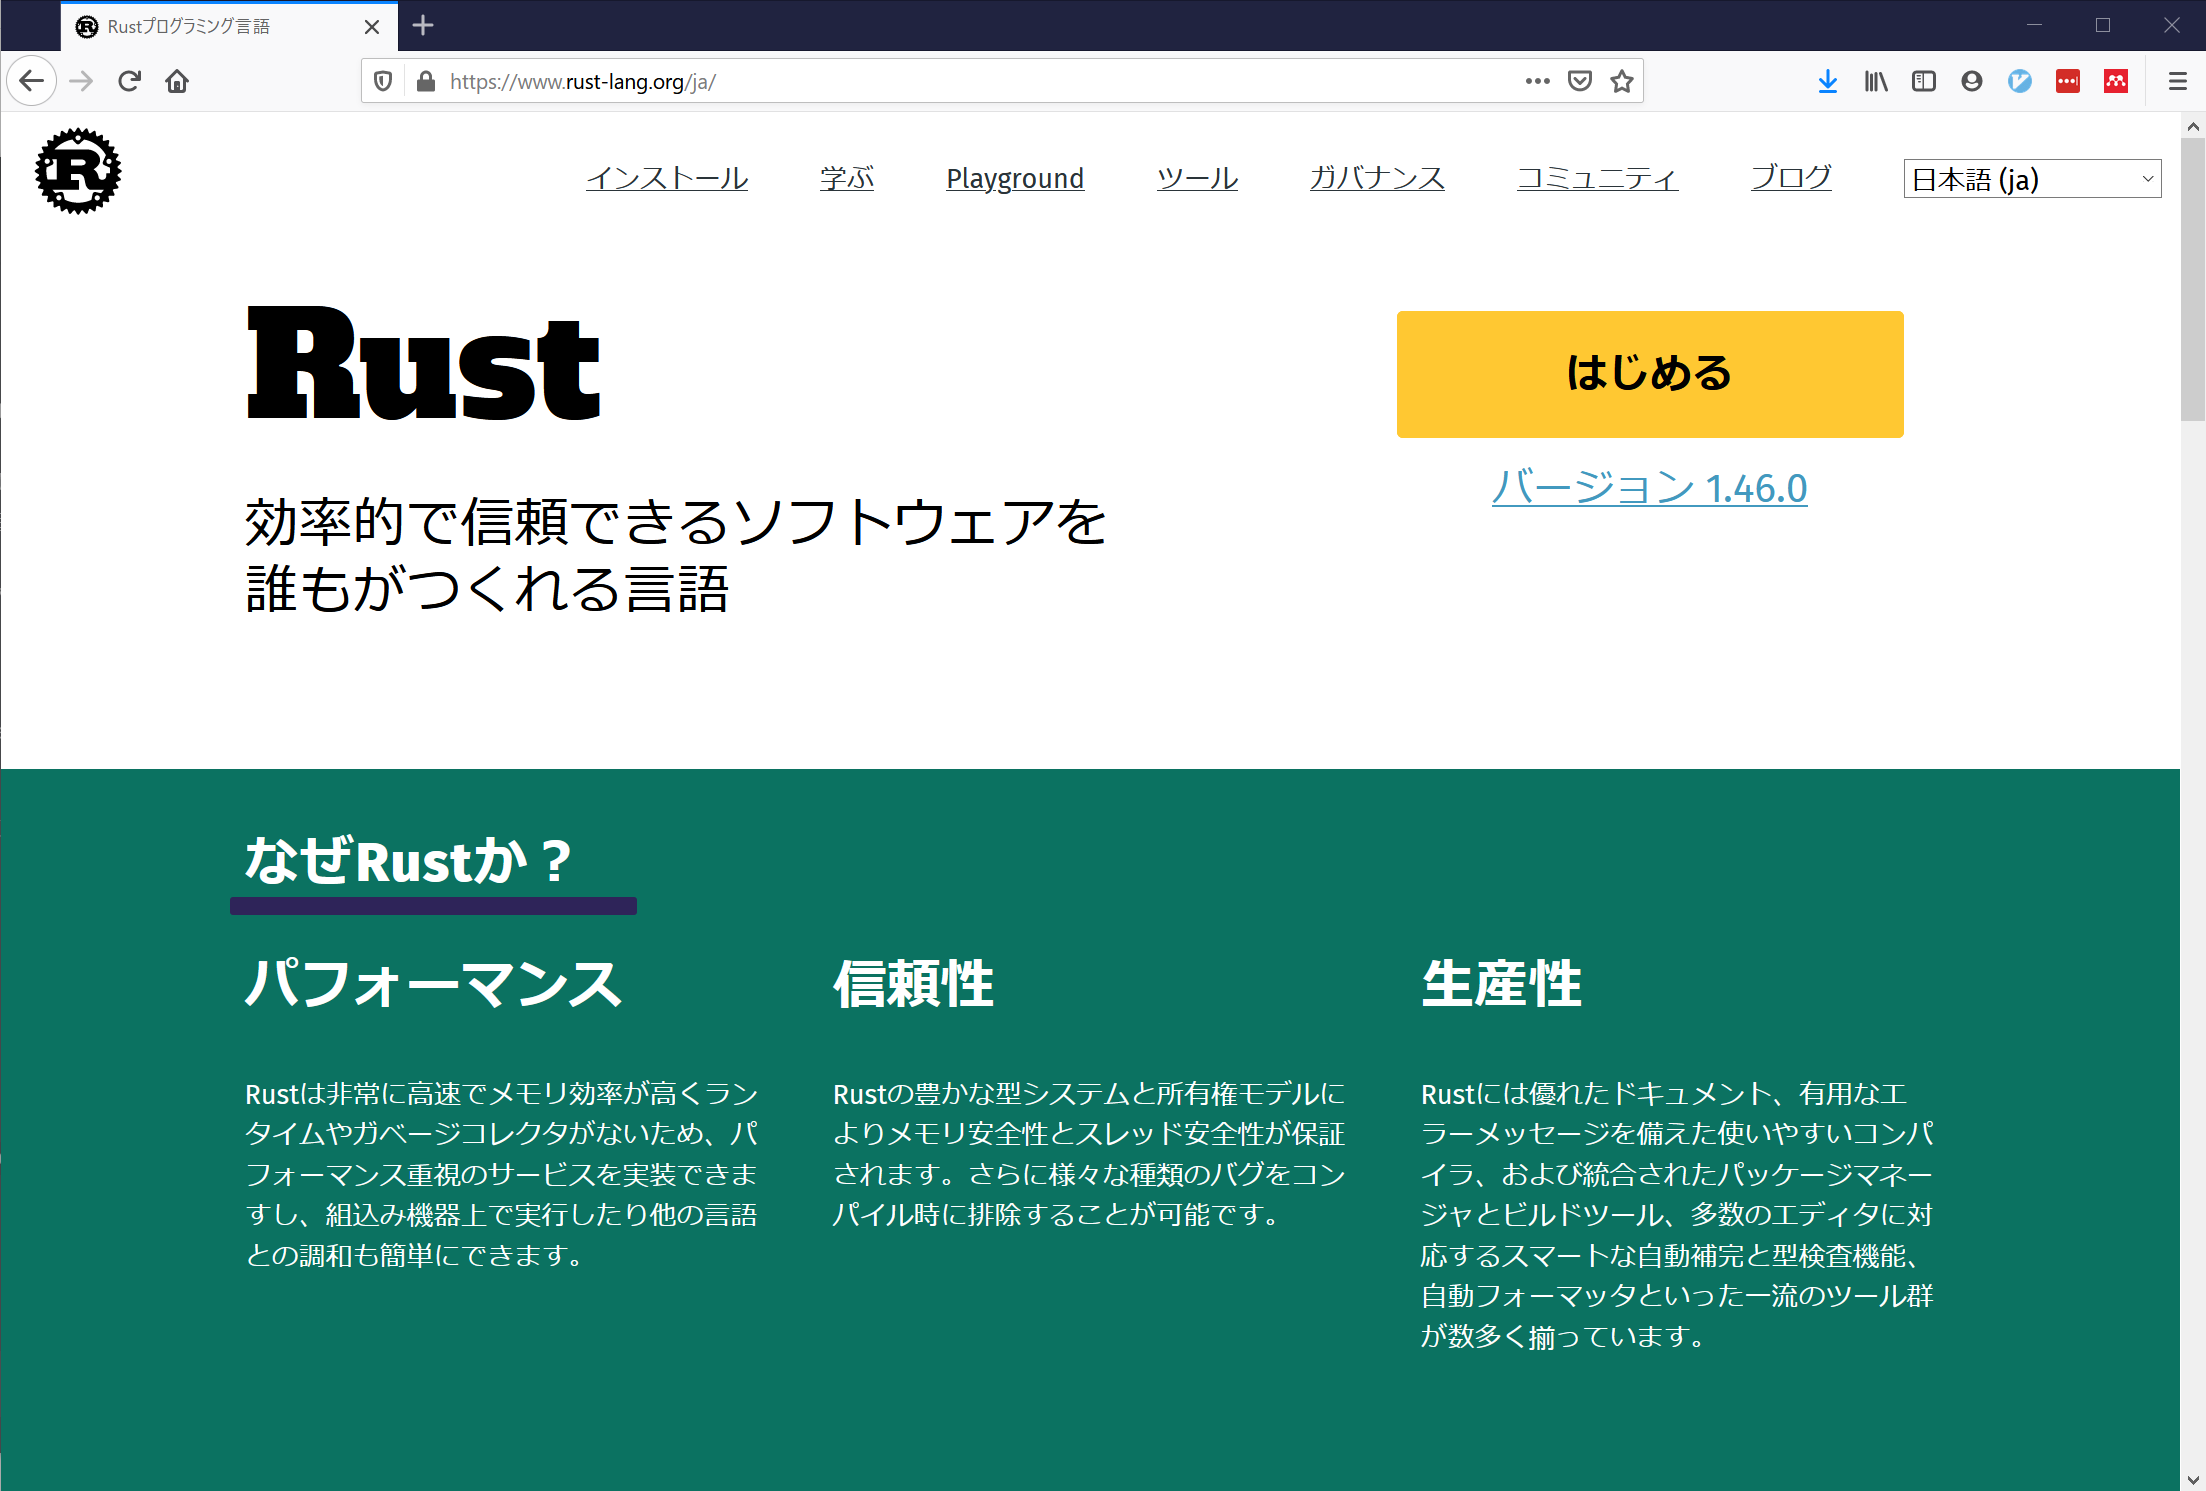 Rustプログラミング言語
https://www.rust-lang.org/ja/
R
インストール 学ぶ Playground ツール ガバナンス コミュニティ ブログ 日本語 (ja)
Rust
はじめる
バージョン 1.46.0
効率的で信頼できるソフトウェアを
誰もがつくれる言語
なぜRustか？
パフォーマンス
Rustは非常に高速でメモリ効率が高くラン
タイムやガベージコレクタがないため、パ
フォーマンス重視のサービスを実装できま
すし、組込み機器上で実行したり他の言語
との調和も簡単にできます。
信頼性
Rustの豊かな型システムと所有権モデルに
よりメモリ安全性とスレッド安全性が保証
されます。さらに様々な種類のバグをコン
パイル時に排除することが可能です。
生産性
Rustには優れたドキュメント、有用なエ
ラーメッセージを備えた使いやすいコンパ
イラ、および統合されたパッケージマネー
ジャとビルドツール、多数のエディタに対
応するスマートな自動補完と型検査機能、
自動フォーマッタといった一流のツール群
が数多く揃っています。